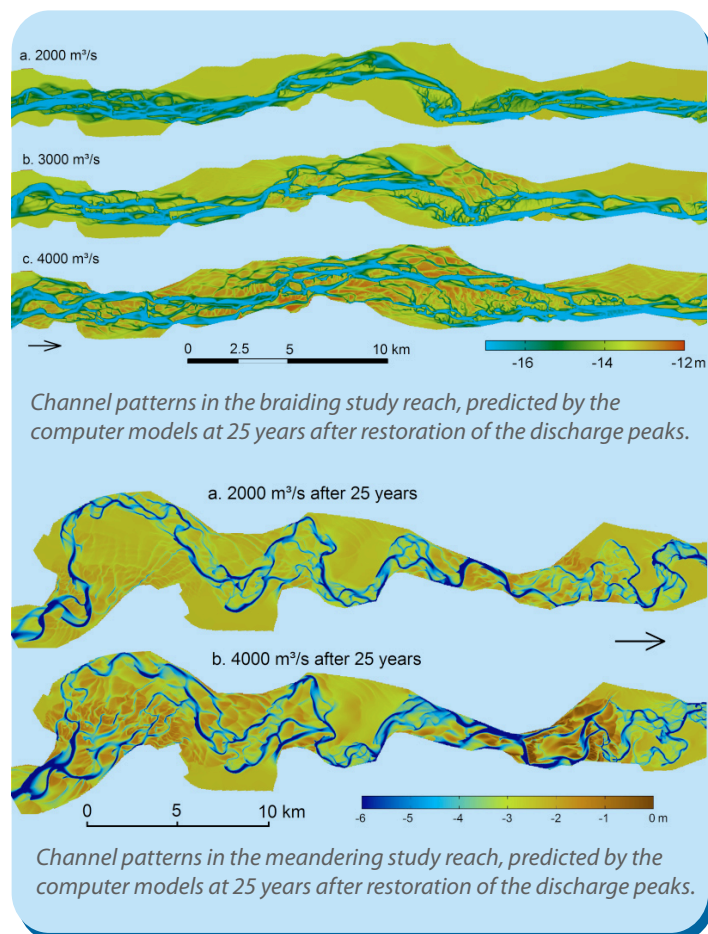 a. 2000 m³/s
b. 3000 m³/s
c. 4000 m³/s
0 2.5 5 10 km
-16 -14 -12 m
Channel patterns in the braiding study reach, predicted by the
computer models at 25 years after restoration of the discharge peaks.
a. 2000 m³/s after 25 years
b. 4000 m³/s after 25 years
0 5 10 km
-6 -5 -4 -3 -2 -1 0 m
Channel patterns in the meandering study reach, predicted by the
computer models at 25 years after restoration of the discharge peaks.